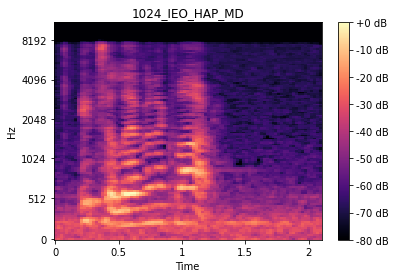 1024_IEO_HAP_MD
+0 dB
8192
-10 dB
-20 dB
4096
-30 dB
2048
Hz
-40 dB
1024
-50 dB
512
-60 dB
-70 dB
0
-80 dB
0
0.5
1
1.5
2
Time